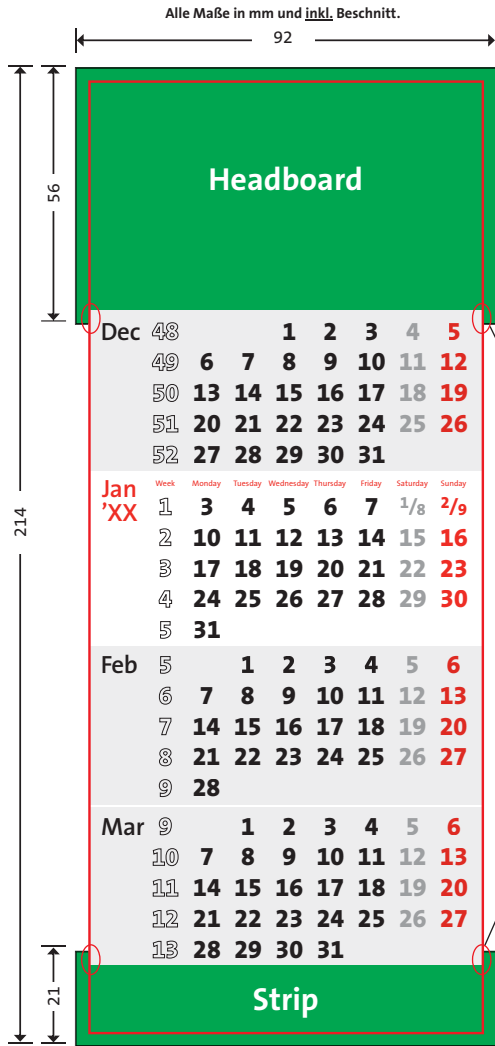 Alle Maße in mm und inkl. Beschnitt.
92
56
Headboard
214
Dec 48 1 2 3 4 5
49 6 7 8 9 10 11 12
50 13 14 15 16 17 18 19
51 20 21 22 23 24 25 26
52 27 28 29 30 31
Jan Week Monday Tuesday Wednesday Thursday Friday Saturday Sunday
'XX 1 3 4 5 6 7 1/8 2/9
2 10 11 12 13 14 15 16
3 17 18 19 20 21 22 23
4 24 25 26 27 28 29 30
5 31
Feb 5 1 2 3 4 5 6
6 7 8 9 10 11 12 13
7 14 15 16 17 18 19 20
8 21 22 23 24 25 26 27
9 28
Mar 9 1 2 3 4 5 6
10 7 8 9 10 11 12 13
11 14 15 16 17 18 19 20
12 21 22 23 24 25 26 27
13 28 29 30 31
21
Strip